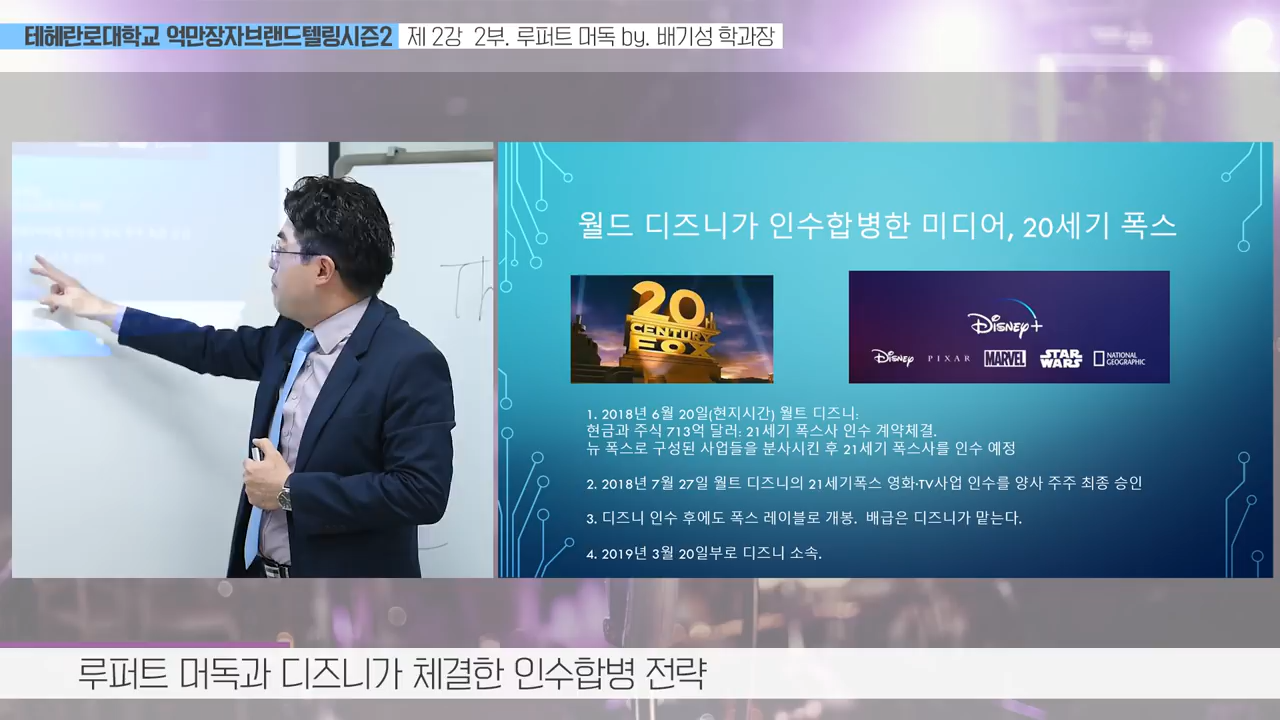 테헤란로대학교 억만장자브랜드텔링시즌2 제 2강 2부. 루퍼트 머독 by. 배기성 학과장
Th
월드 디즈니가 인수합병한 미디어, 20세기 폭스
20th
CENTURY
FOX
Disney+
Disney PIXAR MARVEL STAR WARS NATIONAL GEOGRAPHIC
1. 2018년 6월 20일(현지시간) 월트 디즈니:
현금과 주식 713억 달러: 21세기 폭스사 인수 계약체결.
뉴 폭스로 구성된 사업들을 분사시킨 후 21세기 폭스사를 인수 예정
2. 2018년 7월 27일 월트 디즈니의 21세기폭스 영화·TV사업 인수를 양사 주주 최종 승인
3. 디즈니 인수 후에도 폭스 레이블로 개봉. 배급은 디즈니가 맡는다.
4. 2019년 3월 20일부로 디즈니 소속.
루퍼트 머독과 디즈니가 체결한 인수합병 전략